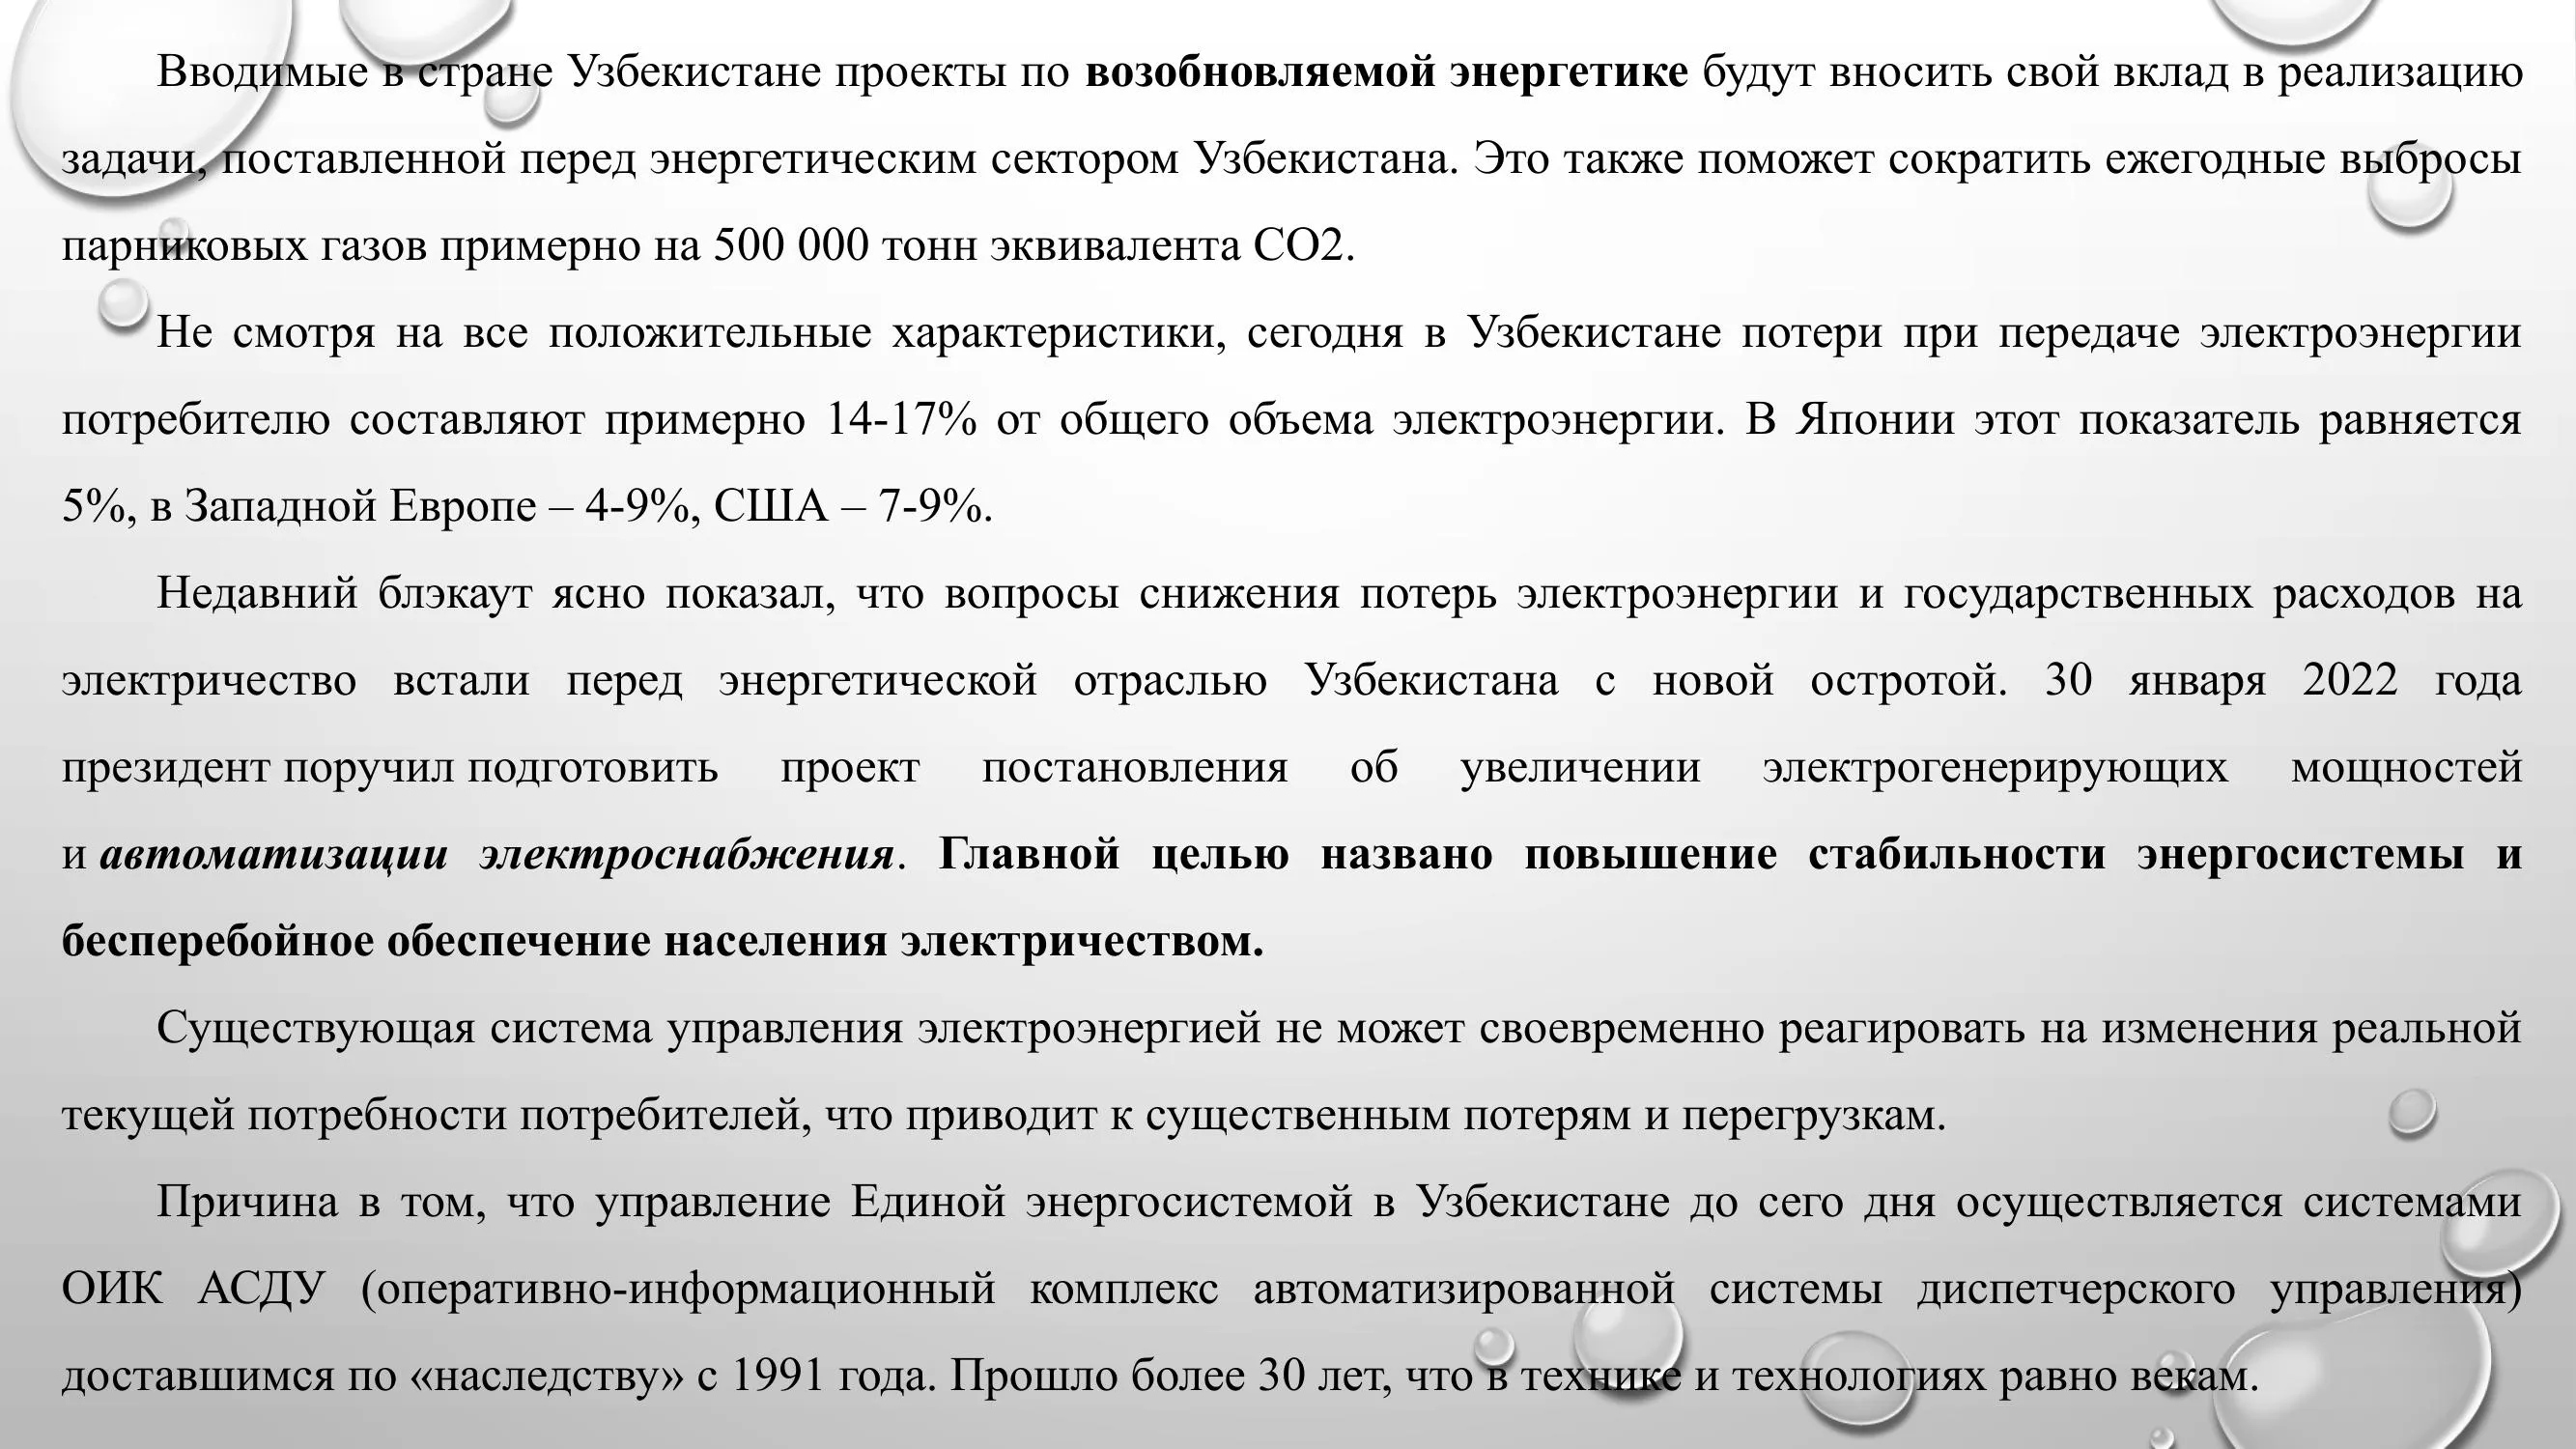 Вводимые в стране Узбекистане проекты по возобновляемой энергетике будут вносить свой вклад в реализацию
задачи, поставленной перед энергетическим сектором Узбекистана. Это также поможет сократить ежегодные выбросы
парниковых газов примерно на 500 000 тонн эквивалента СО2.
Не смотря на все положительные характеристики, сегодня в Узбекистане потери при передаче электроэнергии
потребителю составляют примерно 14-17% от общего объема электроэнергии. В Японии этот показатель равняется
5%, в Западной Европе – 4-9%, США – 7-9%.
Недавний блэкаут ясно показал, что вопросы снижения потерь электроэнергии и государственных расходов на
электричество встали перед энергетической отраслью Узбекистана с новой остротой. 30 января 2022 года
президент поручил подготовить проект постановления об увеличении электрогенерирующих мощностей
и автоматизации электроснабжения. Главной целью названо повышение стабильности энергосистемы и
бесперебойное обеспечение населения электричеством.
Существующая система управления электроэнергией не может своевременно реагировать на изменения реальной
текущей потребности потребителей, что приводит к существенным потерям и перегрузкам.
Причина в том, что управление Единой энергосистемой в Узбекистане до сего дня осуществляется системами
ОИК АСДУ (оперативно-информационный комплекс автоматизированной системы диспетчерского управления)
доставшимся по «наследству» с 1991 года. Прошло более 30 лет, что в технике и технологиях равно векам.